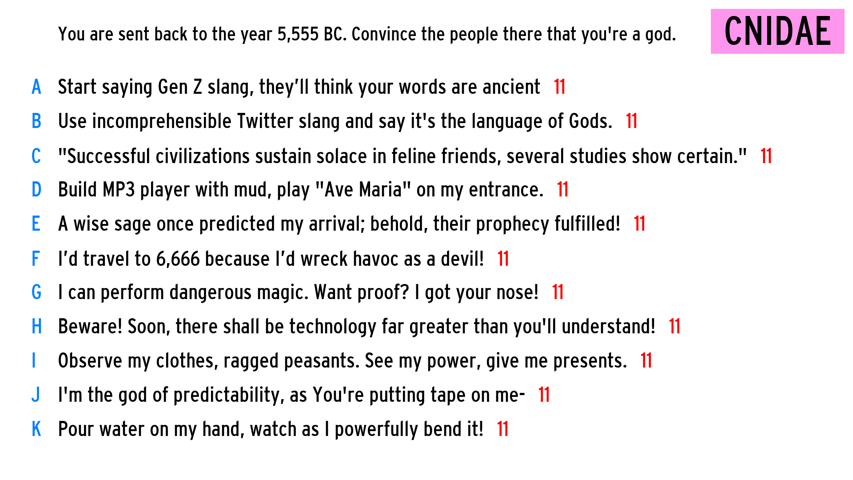 You are sent back to the year 5,555 BC. Convince the people there that you're a god.
CNIDAE
A Start saying Gen Z slang, they’ll think your words are ancient 11
B Use incomprehensible Twitter slang and say it's the language of Gods. 11
C "Successful civilizations sustain solace in feline friends, several studies show certain." 11
D Build MP3 player with mud, play "Ave Maria" on my entrance. 11
E A wise sage once predicted my arrival; behold, their prophecy fulfilled! 11
F I’d travel to 6,666 because I’d wreck havoc as a devil! 11
G I can perform dangerous magic. Want proof? I got your nose! 11
H Beware! Soon, there shall be technology far greater than you'll understand! 11
I Observe my clothes, ragged peasants. See my power, give me presents. 11
J I'm the god of predictability, as You're putting tape on me- 11
K Pour water on my hand, watch as I powerfully bend it! 11